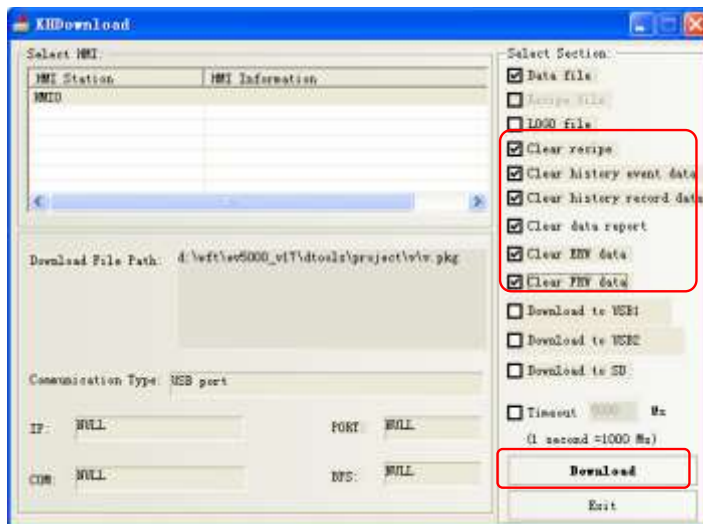 KHDownload
Select HMI:
HMI Station HMI Information
HMI0
Download File Path: d:\eft\ev5000_v17\dtools\project\v\v.pkg
Communication Type: USB port
IP: NULL PORT: NULL
COM: NULL BPS: NULL
Select Section:
Data file
Recipe file
LOGO file
Clear recipe
Clear history event data
Clear history record data
Clear data report
Clear ERW data
Clear FRW data
Download to USB1
Download to USB2
Download to SD
Timeout Ms
(1 second =1000 Ms)
Download
Exit